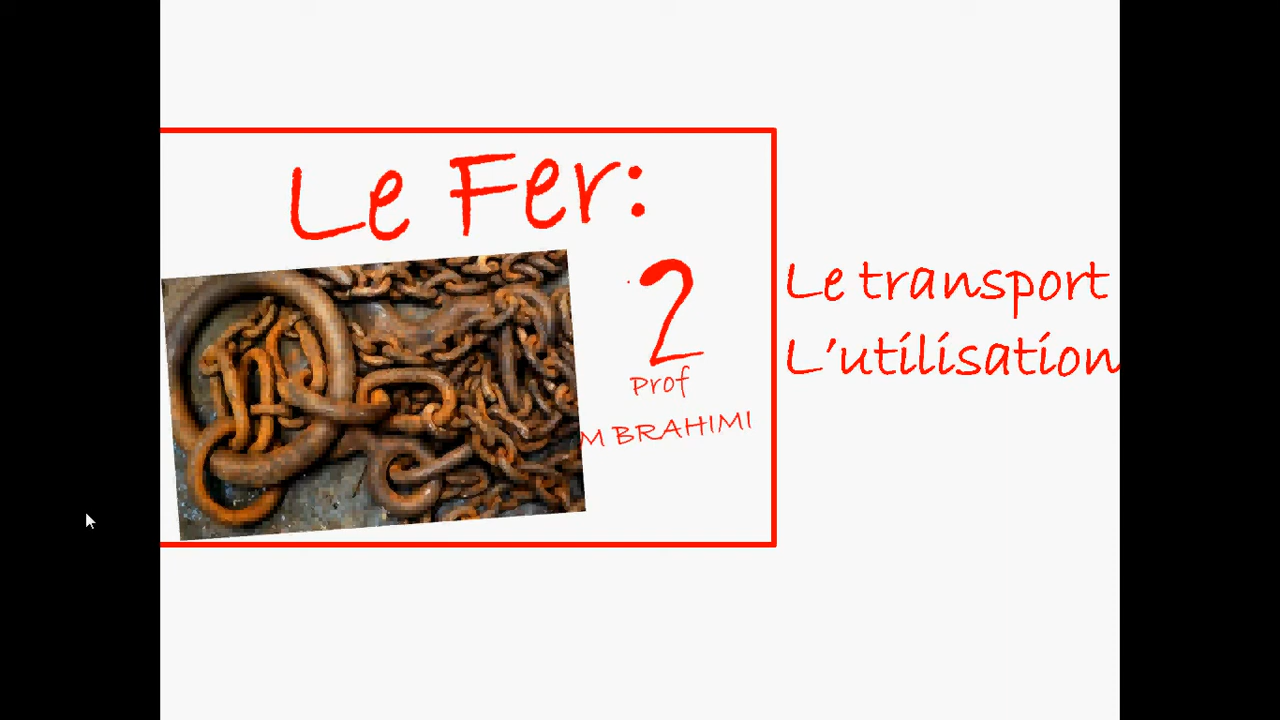 Le Fer:
2
Prof
M BRAHIMI
Le transport
L'utilisation